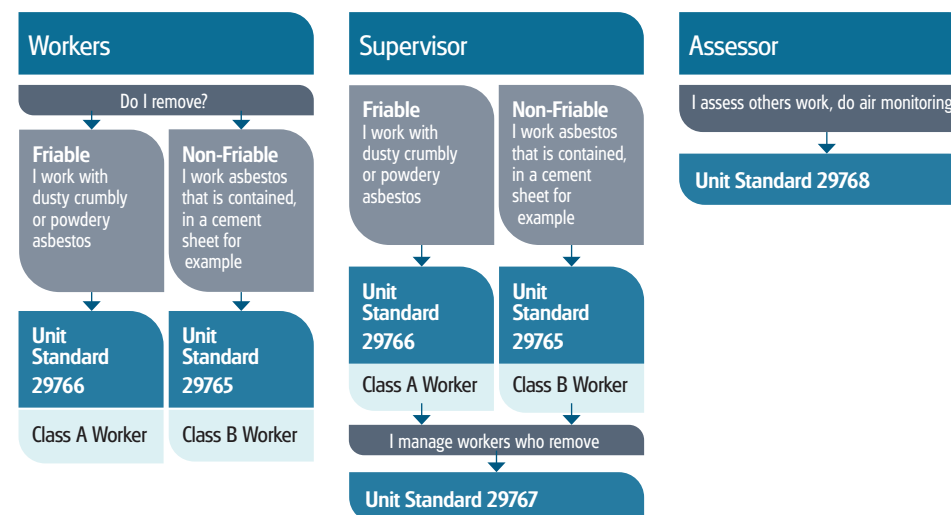 Workers
Do I remove?
Friable
I work with
dusty crumbly
or powdery
asbestos
Non-Friable
I work asbestos
that is contained,
in a cement
sheet for
example
Unit
Standard
29766
Class A Worker
Unit
Standard
29765
Class B Worker
Supervisor
Friable
I work with
dusty crumbly
or powdery
asbestos
Non-Friable
I work asbestos
that is contained,
in a cement
sheet for
example
Unit
Standard
29766
Class A Worker
Unit
Standard
29765
Class B Worker
I manage workers who remove
Unit Standard 29767
Assessor
I assess others work, do air monitoring
Unit Standard 29768